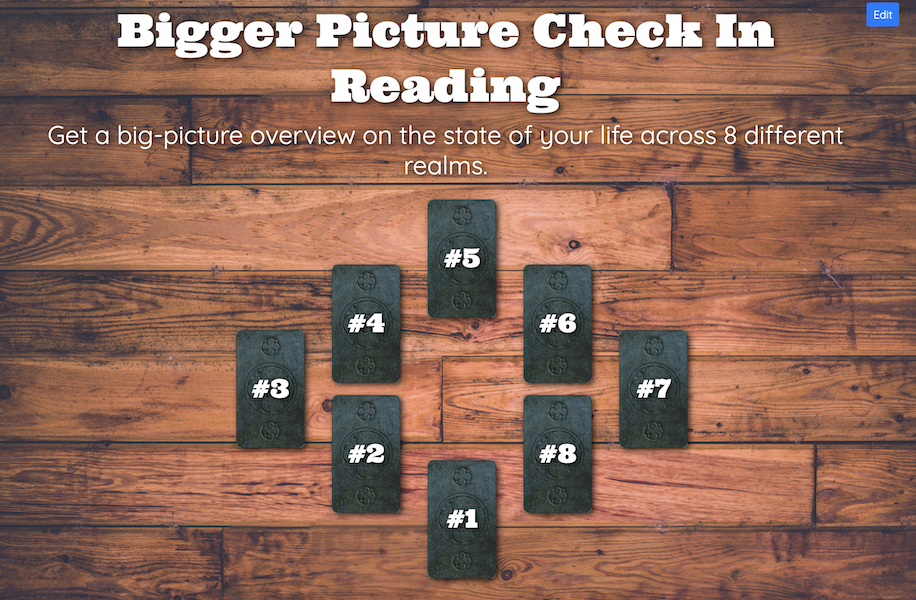 Edit
Bigger Picture Check In
Reading
Get a big-picture overview on the state of your life across 8 different
realms.
#5
#4
#6
#3
#7
#2
#8
#1